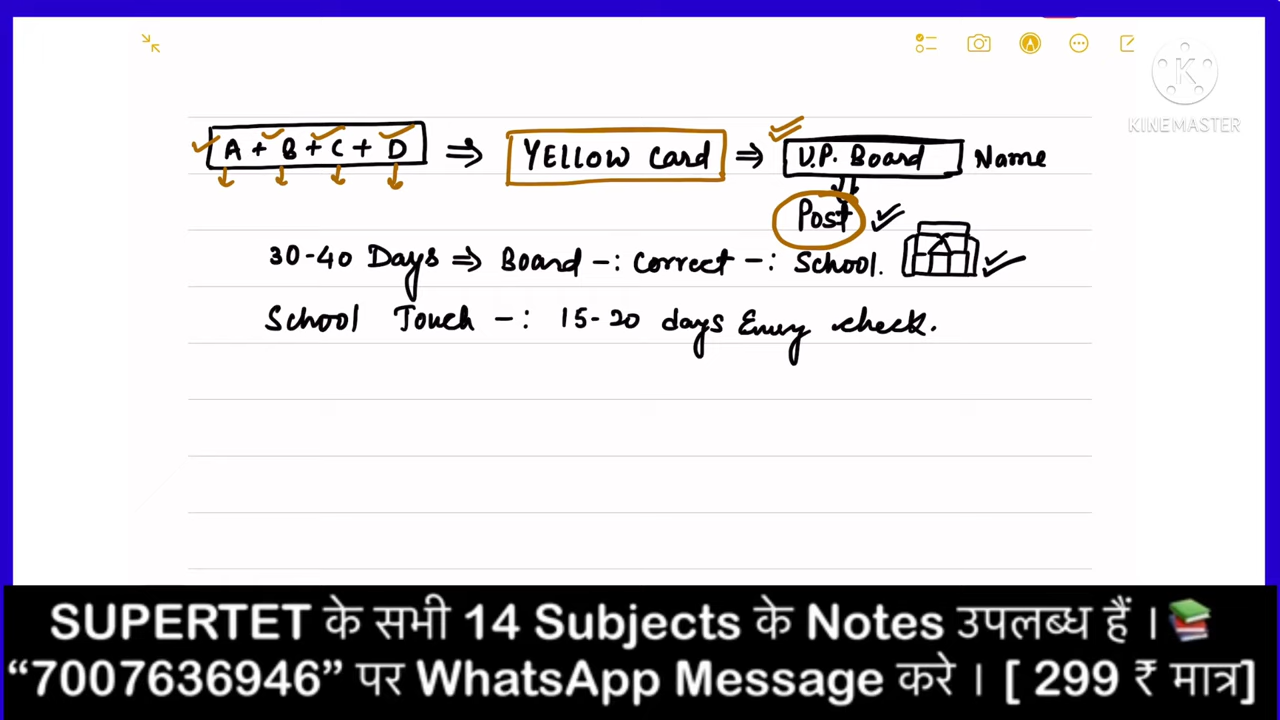 KINEMASTER
A + B + C + D ⇒ YELLOW Card ⇒ U.P. Board Name
Post
30-40 Days ⇒ Board -: Correct -: School.
School Touch -: 15-20 days Every check.
SUPERTET के सभी 14 Subjects के Notes उपलब्ध हैं ।
“7007636946” पर WhatsApp Message करे । [ 299 ₹ मात्र]